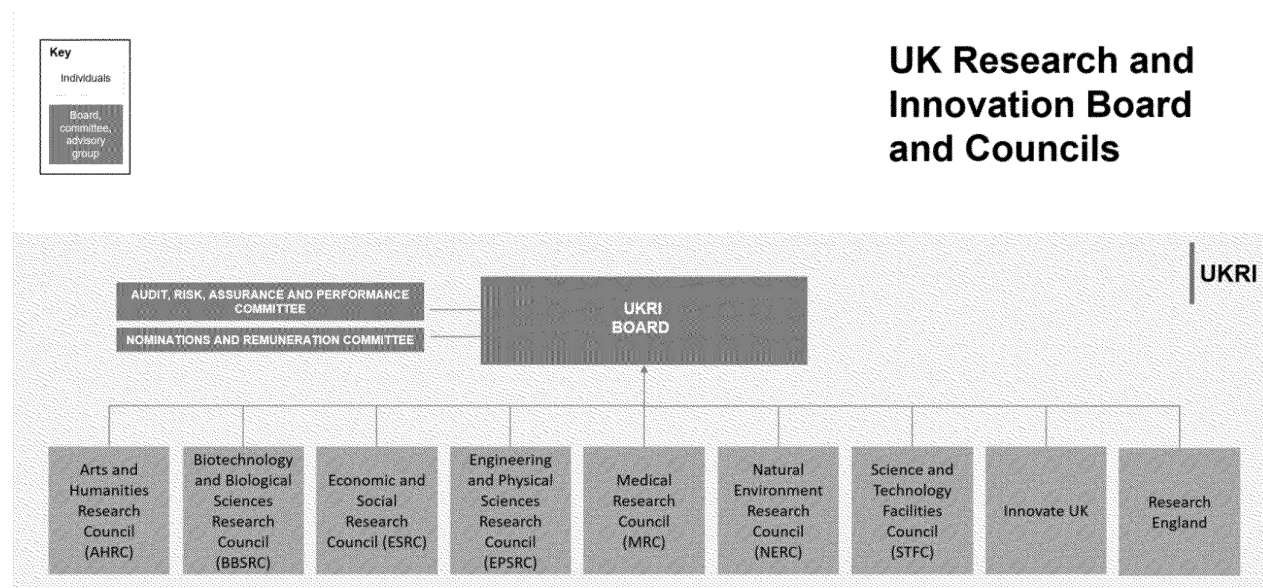 Key
Individuals
Board,
committee,
advisory
group
UK Research and
Innovation Board
and Councils
UKRI
AUDIT, RISK, ASSURANCE AND PERFORMANCE
COMMITTEE
NOMINATIONS AND REMUNERATION COMMITTEE
UKRI
BOARD
Arts and
Humanities
Research
Council
(AHRC)
Biotechnology
and Biological
Sciences
Research
Council
(BBSRC)
Economic and
Social
Research
Council (ESRC)
Engineering
and Physical
Sciences
Research
Council
(EPSRC)
Medical
Research
Council
(MRC)
Natural
Environment
Research
Council
(NERC)
Science and
Technology
Facilities
Council
(STFC)
Innovate UK
Research
England